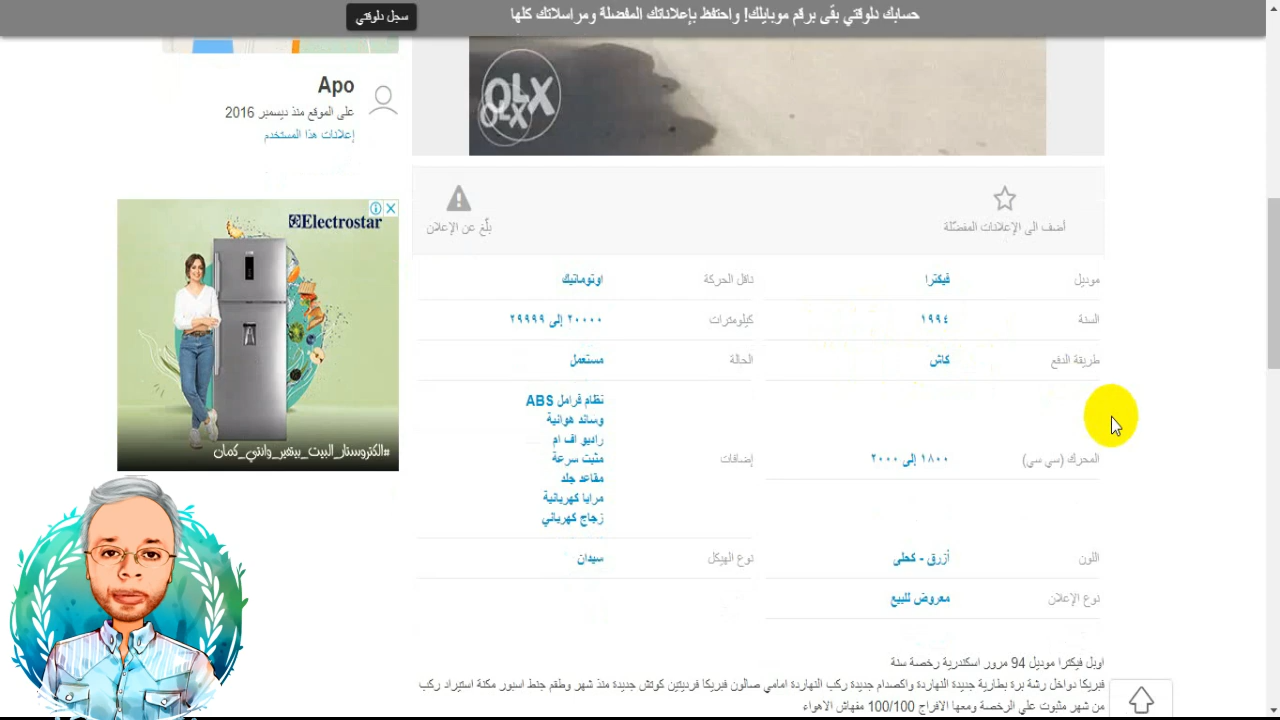 حسابك دلوقتي بقى برقم موبايلك! واحتفظ بإعلاناتك المفضلة ومراسلاتك كلها
سجل دلوقتي
OLX
OLX
Apo
على الموقع منذ ديسمبر 2016
إعلانات هذا المستخدم
أضف الى الإعلانات المفضّلة
بلّغ عن الإعلان
Electrostar
#الكتروستار_البيت_بيتغير_وانتي_كمان
موديل فيكترا ناقل الحركة اوتوماتيك
السنة ١٩٩٤ كيلومترات ٢٠٠٠٠ إلى ٢٩٩٩٩
طريقة الدفع كاش الحالة مستعمل
المحرك (سي سي) ١٨٠٠ إلى ٢٠٠٠ إضافات
نظام فرامل ABS
وسائد هوائية
راديو اف ام
مثبت سرعة
مقاعد جلد
مرايا كهربائية
زجاج كهربائي
اللون أزرق - كحلى نوع الهيكل سيدان
نوع الإعلان معروض للبيع
اوبل فيكترا موديل 94 مرور اسكندرية رخصة سنة
فبريكا دواخل رشة برة بطارية جديدة النهاردة واكصدام جديدة ركب النهاردة امامي صالون فبريكا فرديتين كوتش جديدة منذ شهر وطقم جنط اسبور مكنة استيراد ركب
من شهر مثبوت علي الرخصة ومعها الافراج 100/100 مفهاش الاهواء